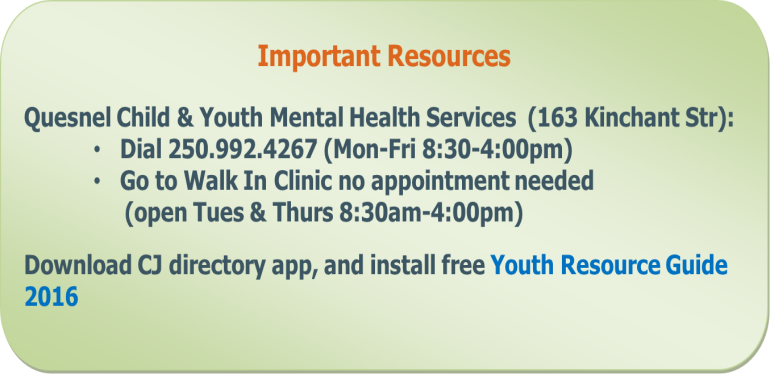 Important Resources
Quesnel Child & Youth Mental Health Services (163 Kinchant Str):
• Dial 250.992.4267 (Mon-Fri 8:30-4:00pm)
• Go to Walk In Clinic no appointment needed
(open Tues & Thurs 8:30am-4:00pm)
Download CJ directory app, and install free Youth Resource Guide
2016